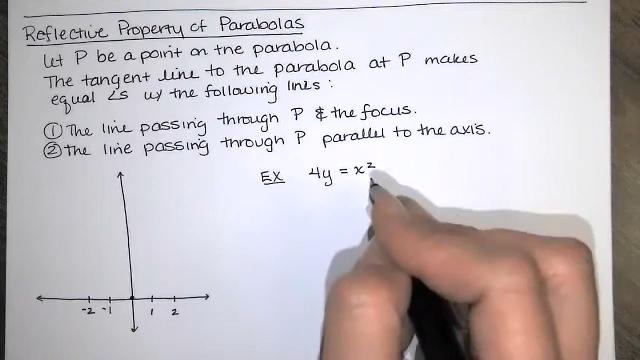 Reflective Property of Parabolas
Let P be a point on the parabola.
The tangent line to the parabola at P makes
equal ∠s w/ the following lines:
① The line passing through P & the focus.
② The line passing through P parallel to the axis.
EX 4y = x²
-2 -1 1 2